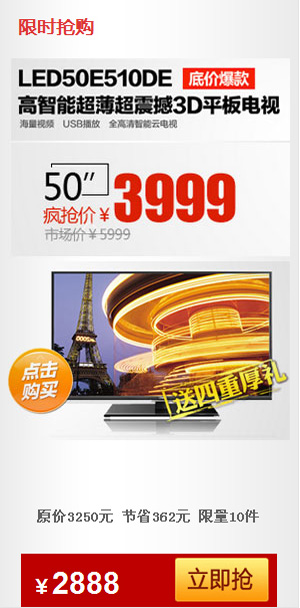 限时抢购
LED50E510DE 底价爆款
高智能超薄超震撼3D平板电视
海量视频 USB播放 全高清智能云电视
50″
疯抢价￥3999
市场价￥5999
点击
购买
送四重厚礼
原价3250元 节省362元 限量10件
￥2888 立即抢